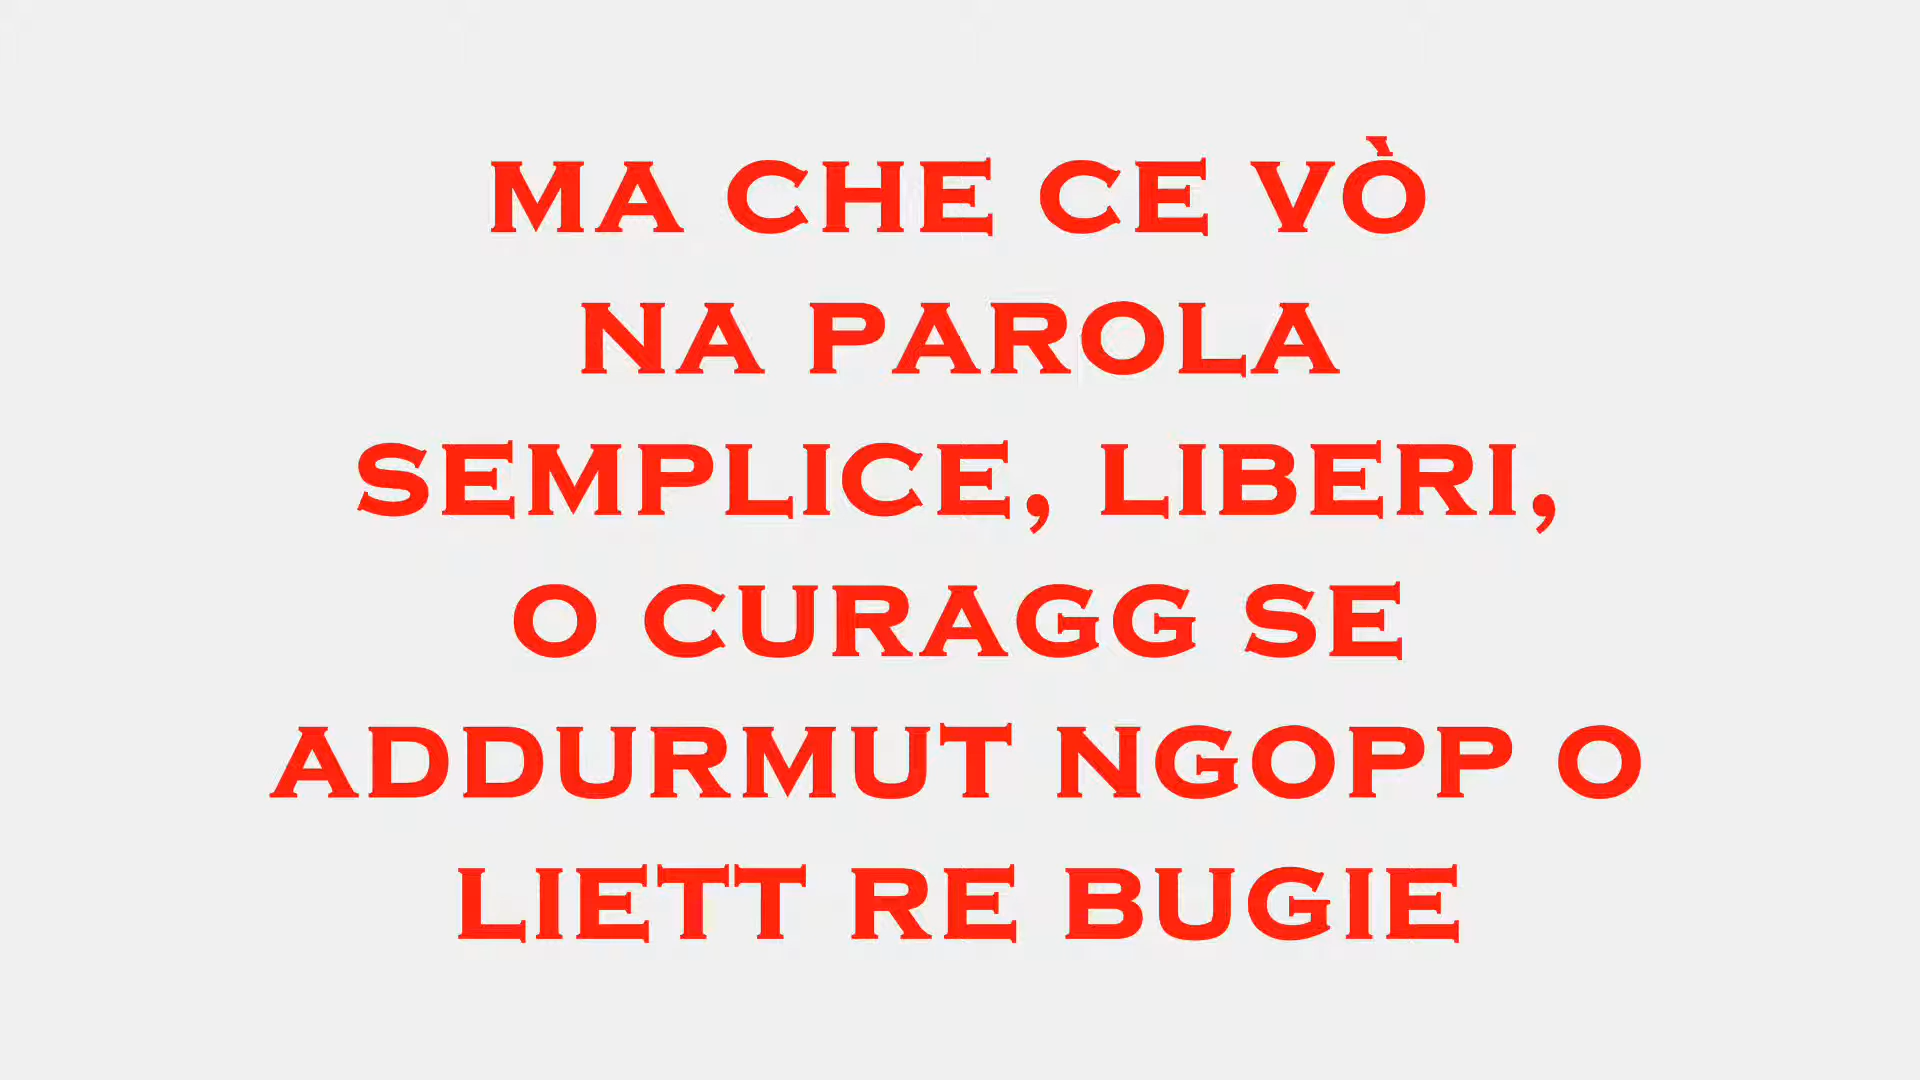 MA CHE CE VÒ
NA PAROLA
SEMPLICE, LIBERI,
O CURAGG SE
ADDURMUT NGOPP O
LIETT RE BUGIE